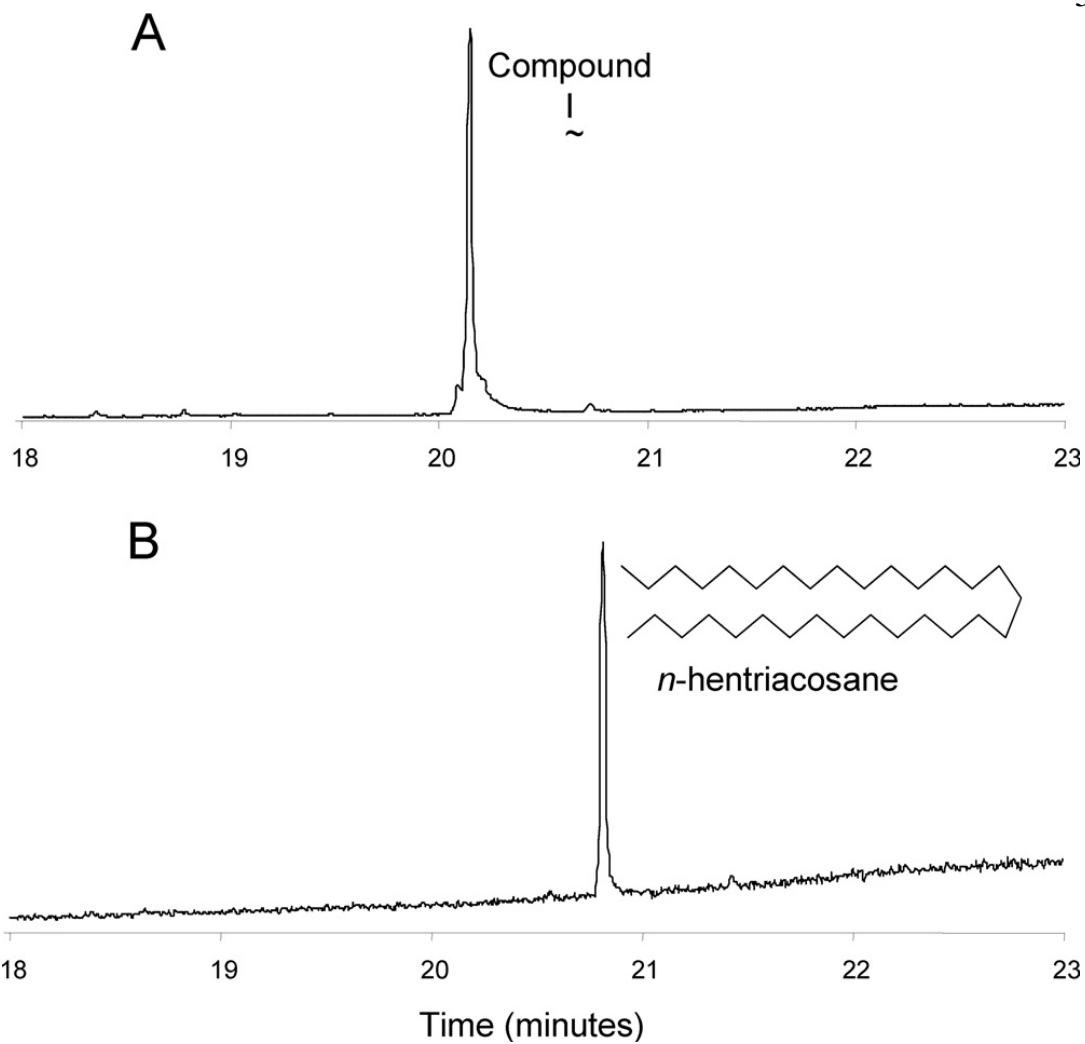 A
Compound
I
~
18 19 20 21 22 23
B
n-hentriacosane
18 19 20 21 22 23
Time (minutes)